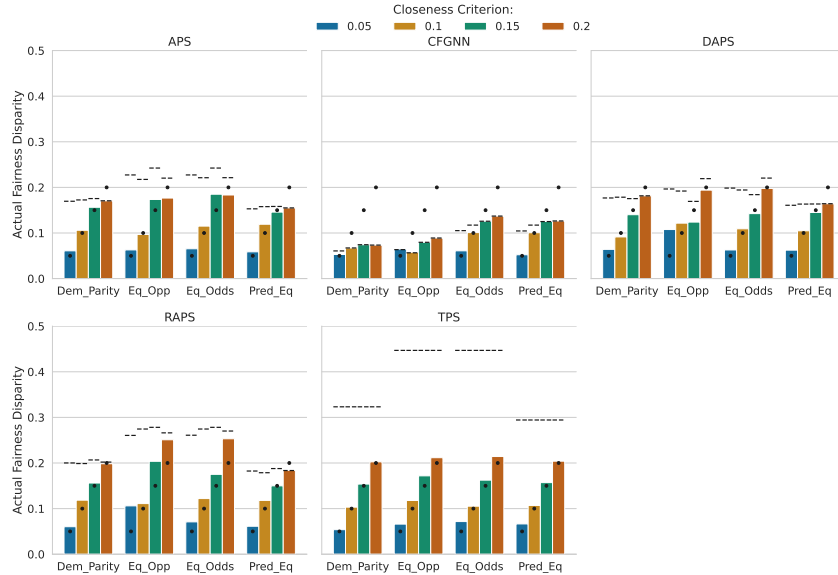 Closeness Criterion:
0.05 0.1 0.15 0.2
APS CFGNN DAPS
Actual Fairness Disparity
0.5
0.4
0.3
0.2
0.1
0.0
Dem_Parity Eq_Opp Eq_Odds Pred_Eq
Dem_Parity Eq_Opp Eq_Odds Pred_Eq
Dem_Parity Eq_Opp Eq_Odds Pred_Eq
RAPS TPS
Actual Fairness Disparity
0.5
0.4
0.3
0.2
0.1
0.0
Dem_Parity Eq_Opp Eq_Odds Pred_Eq
Dem_Parity Eq_Opp Eq_Odds Pred_Eq